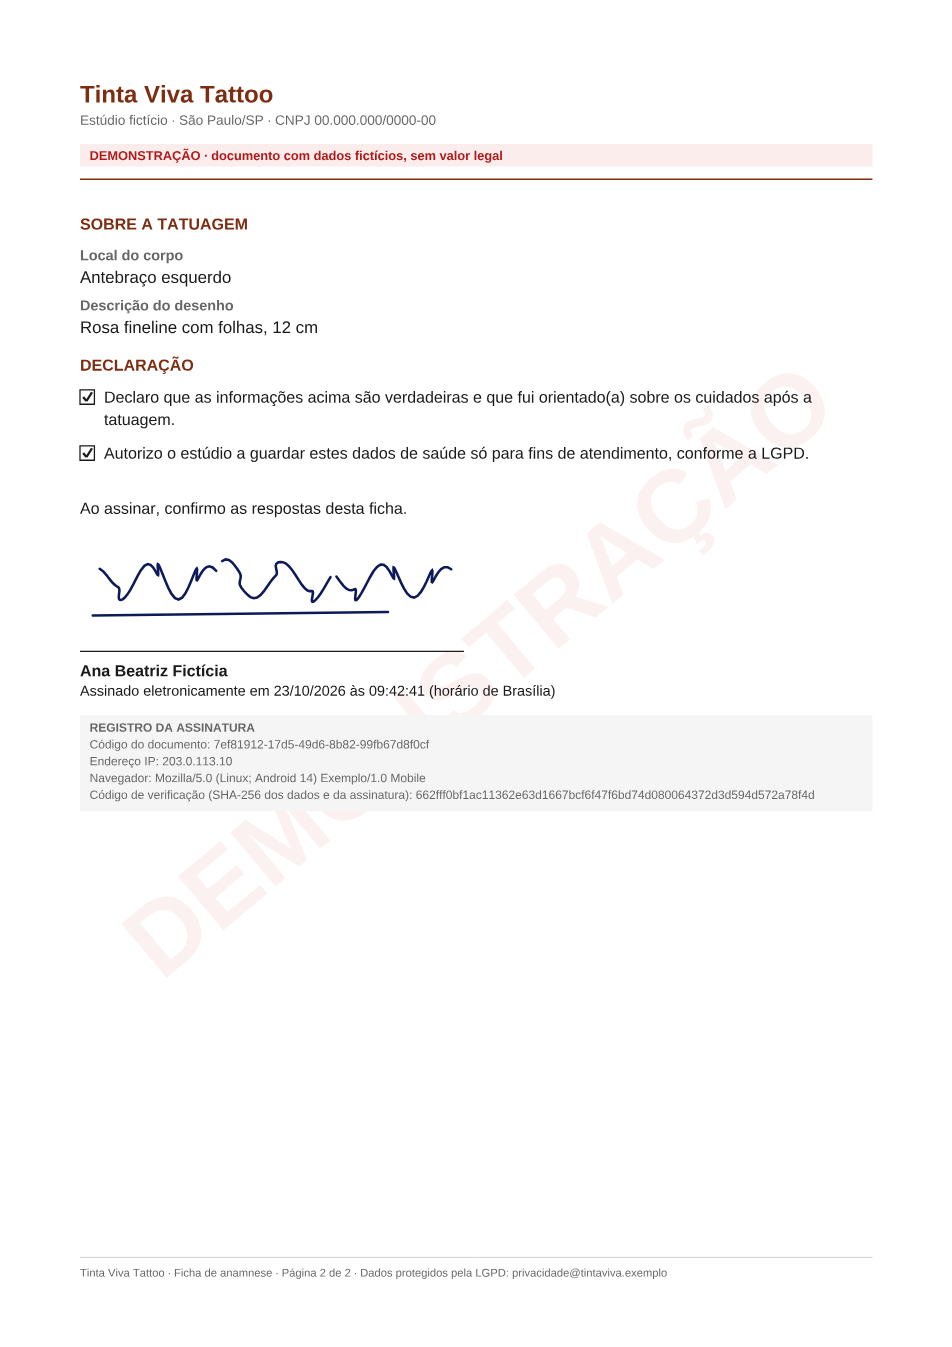 Tinta Viva Tattoo
Estúdio fictício · São Paulo/SP · CNPJ 00.000.000/0000-00
DEMONSTRAÇÃO · documento com dados fictícios, sem valor legal
SOBRE A TATUAGEM
Local do corpo
Antebraço esquerdo
Descrição do desenho
Rosa fineline com folhas, 12 cm
DECLARAÇÃO
Declaro que as informações acima são verdadeiras e que fui orientado(a) sobre os cuidados após a
tatuagem.
Autorizo o estúdio a guardar estes dados de saúde só para fins de atendimento, conforme a LGPD.
Ao assinar, confirmo as respostas desta ficha.
Ana Beatriz Fictícia
Assinado eletronicamente em 23/10/2026 às 09:42:41 (horário de Brasília)
REGISTRO DA ASSINATURA
Código do documento: 7ef81912-17d5-49d6-8b82-99fb67d8f0cf
Endereço IP: 203.0.113.10
Navegador: Mozilla/5.0 (Linux; Android 14) Exemplo/1.0 Mobile
Código de verificação (SHA-256 dos dados e da assinatura): 662fff0bf1ac11362e63d1667bcf6f47f6bd74d080064372d3d594d572a78f4d
DEMONSTRAÇÃO
Tinta Viva Tattoo · Ficha de anamnese · Página 2 de 2 · Dados protegidos pela LGPD: privacidade@tintaviva.exemplo